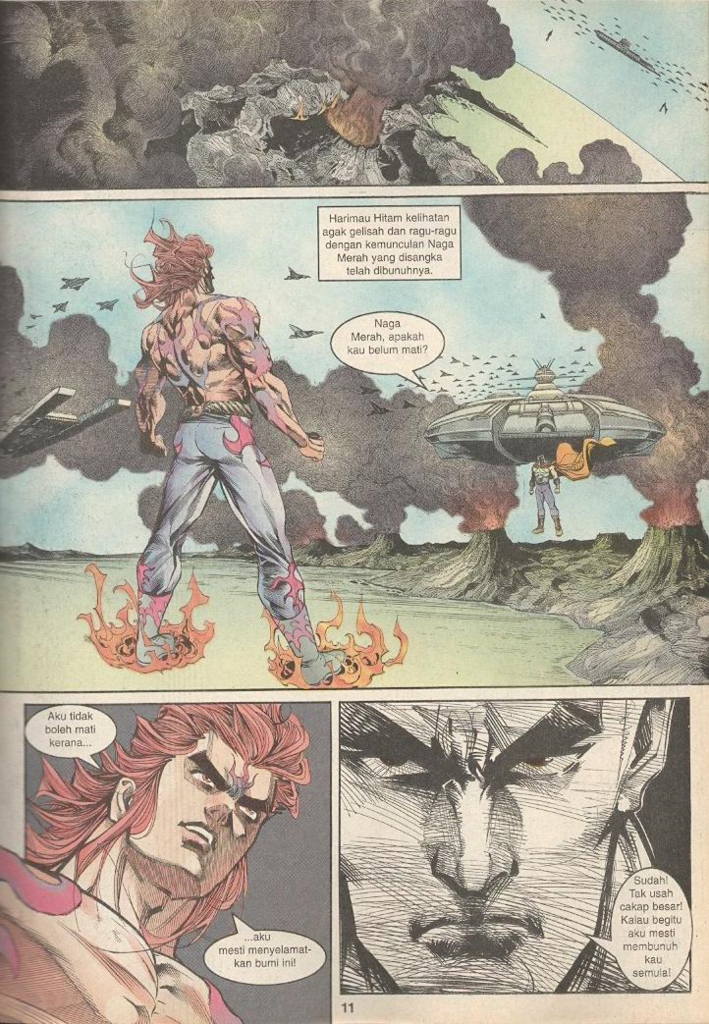 Harimau Hitam kelihatan
agak gelisah dan ragu-ragu
dengan kemunculan Naga
Merah yang disangka
telah dibunuhnya.
Naga
Merah, apakah
kau belum mati?
Aku tidak
boleh mati
kerana...
...aku
mesti menyelamat-
kan bumi ini!
Sudah!
Tak usah
cakap besar!
Kalau begitu
aku mesti
membunuh
kau
semula!
11